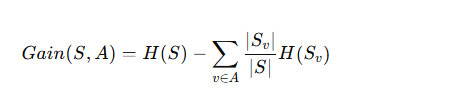 Gain(S, A) = H(S) − ∑_{v∈A} |S_v|/|S| H(S_v)